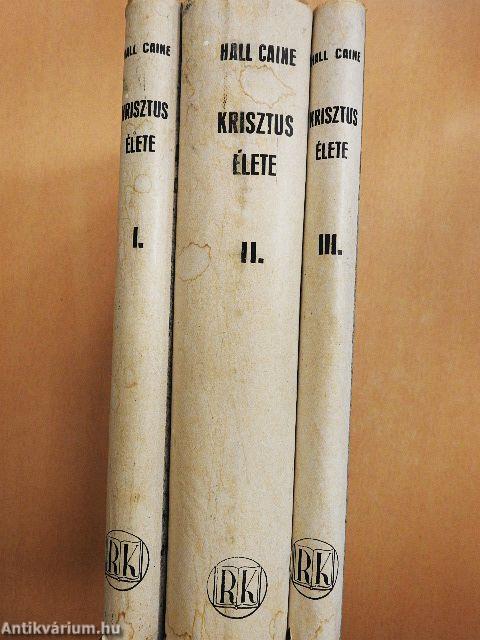 HALL CAINE
KRISZTUS
ÉLETE
I.
RK
HALL CAINE
KRISZTUS
ÉLETE
II.
RK
HALL CAINE
KRISZTUS
ÉLETE
III.
RK
Antikvárium.hu